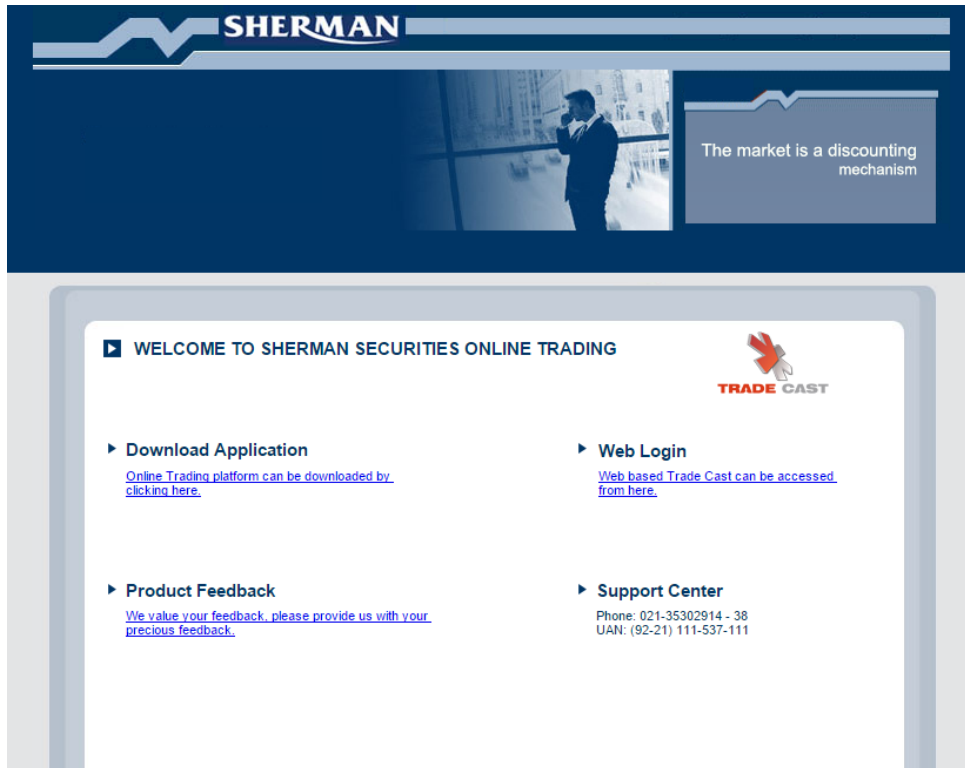 SHERMAN
The market is a discounting
mechanism
WELCOME TO SHERMAN SECURITIES ONLINE TRADING
TRADE CAST
Download Application
Online Trading platform can be downloaded by
clicking here.
Web Login
Web based Trade Cast can be accessed
from here.
Product Feedback
We value your feedback, please provide us with your
precious feedback.
Support Center
Phone: 021-35302914 - 38
UAN: (92-21) 111-537-111